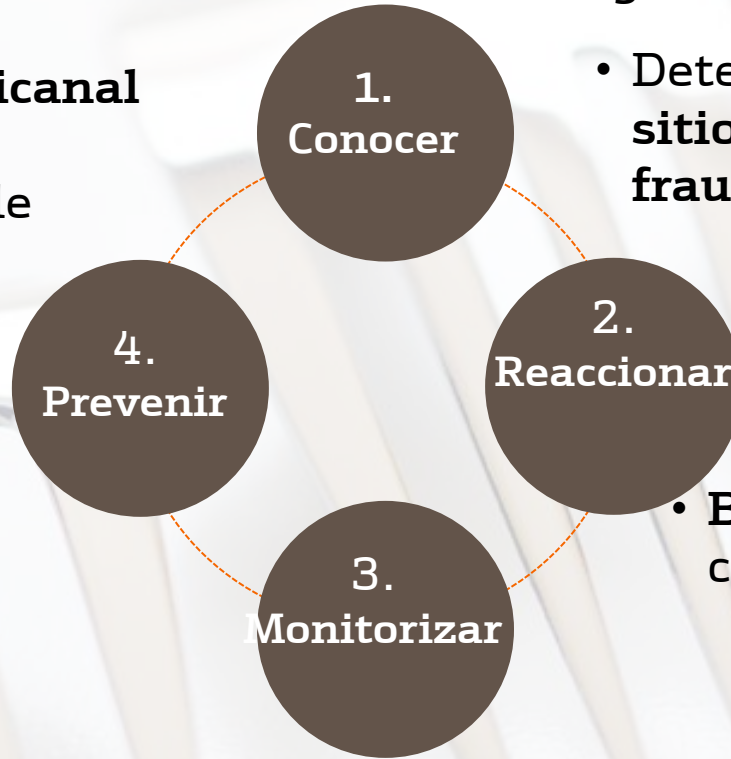 icanal
le
1.
Conocer
• Dete
sitio
frau
2.
Reaccionar
• B
c
3.
Monitorizar
4.
Prevenir